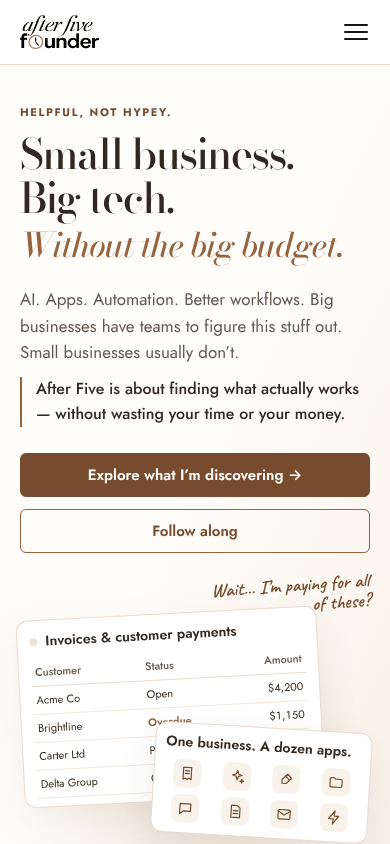 after five
founder
HELPFUL, NOT HYPEY.
Small business.
Big tech.
Without the big budget.
AI. Apps. Automation. Better workflows. Big
businesses have teams to figure this stuff out.
Small businesses usually don’t.
After Five is about finding what actually works
— without wasting your time or your money.
Explore what I’m discovering →
Follow along
Wait... I’m paying for all
of these?
Invoices & customer payments
Customer Status Amount
Acme Co Open $4,200
Brightline Overdue $1,150
Carter Ltd
Delta Group
One business. A dozen apps.